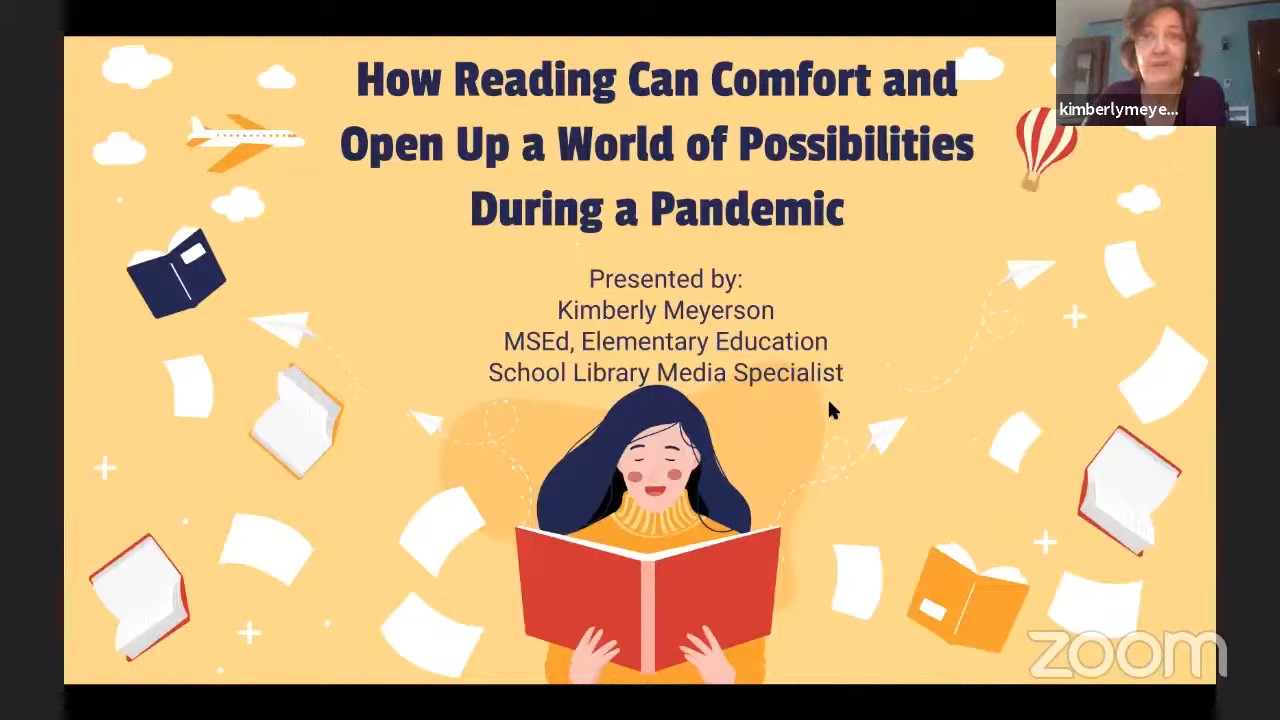 How Reading Can Comfort and
Open Up a World of Possibilities
During a Pandemic
kimberlymeye...
Presented by:
Kimberly Meyerson
MSEd, Elementary Education
School Library Media Specialist
zoom